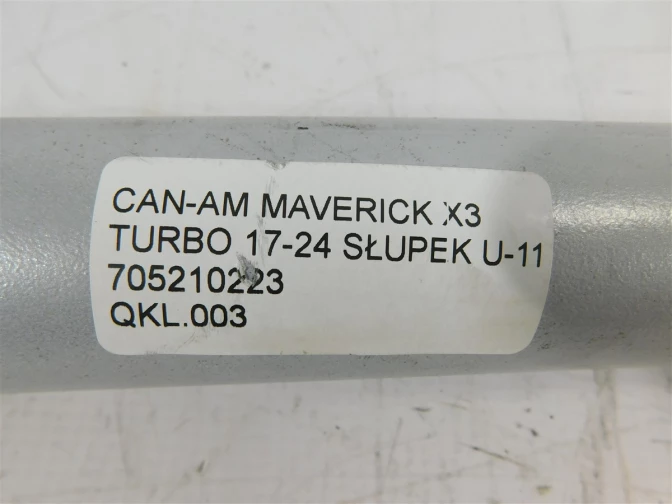 CAN-AM MAVERICK X3
TURBO 17-24 SŁUPEK U-11
705210223
QKL.003